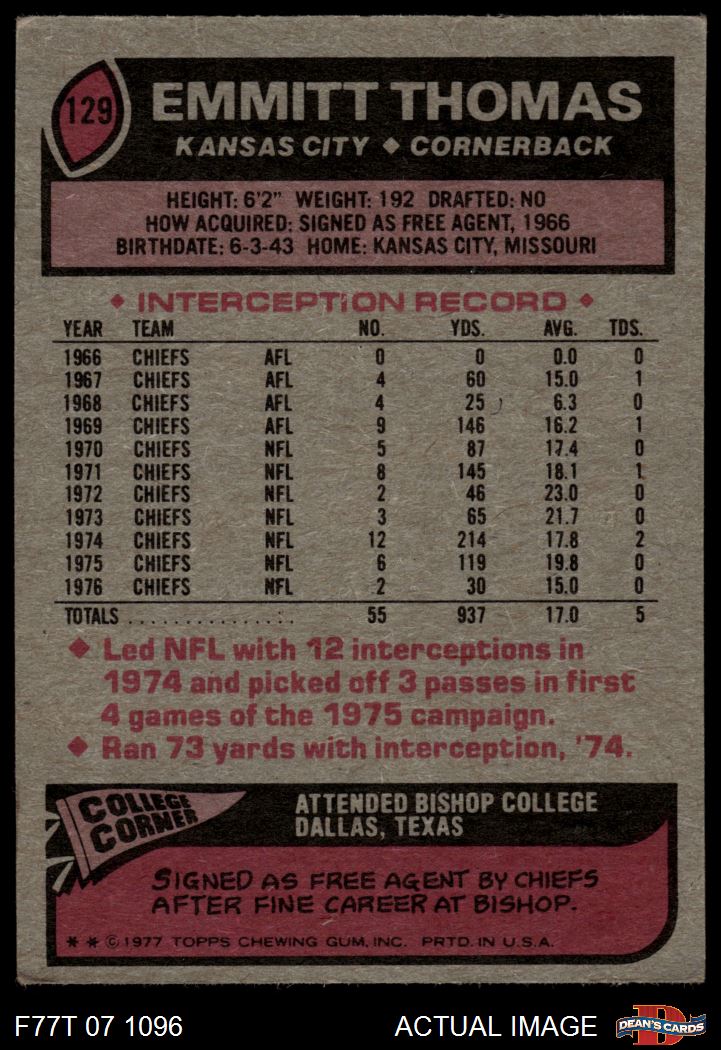 129
EMMITT THOMAS
KANSAS CITY ◆ CORNERBACK
HEIGHT: 6'2" WEIGHT: 192 DRAFTED: NO
HOW ACQUIRED: SIGNED AS FREE AGENT, 1966
BIRTHDATE: 6-3-43 HOME: KANSAS CITY, MISSOURI
◆ INTERCEPTION RECORD ◆
YEAR TEAM NO. YDS. AVG. TDS.
1966 CHIEFS AFL 0 0 0.0 0
1967 CHIEFS AFL 4 60 15.0 1
1968 CHIEFS AFL 4 25 6.3 0
1969 CHIEFS AFL 9 146 16.2 1
1970 CHIEFS NFL 5 87 17.4 0
1971 CHIEFS NFL 8 145 18.1 1
1972 CHIEFS NFL 2 46 23.0 0
1973 CHIEFS NFL 3 65 21.7 0
1974 CHIEFS NFL 12 214 17.8 2
1975 CHIEFS NFL 6 119 19.8 0
1976 CHIEFS NFL 2 30 15.0 0
TOTALS .............. 55 937 17.0 5
◆ Led NFL with 12 interceptions in
1974 and picked off 3 passes in first
4 games of the 1975 campaign.
◆ Ran 73 yards with interception, '74.
COLLEGE
CORNER
ATTENDED BISHOP COLLEGE
DALLAS, TEXAS
SIGNED AS FREE AGENT BY CHIEFS
AFTER FINE CAREER AT BISHOP.
* * © 1977 TOPPS CHEWING GUM, INC. PRTD. IN U.S.A.
F77T 07 1096
ACTUAL IMAGE
D
DEAN'S CARDS